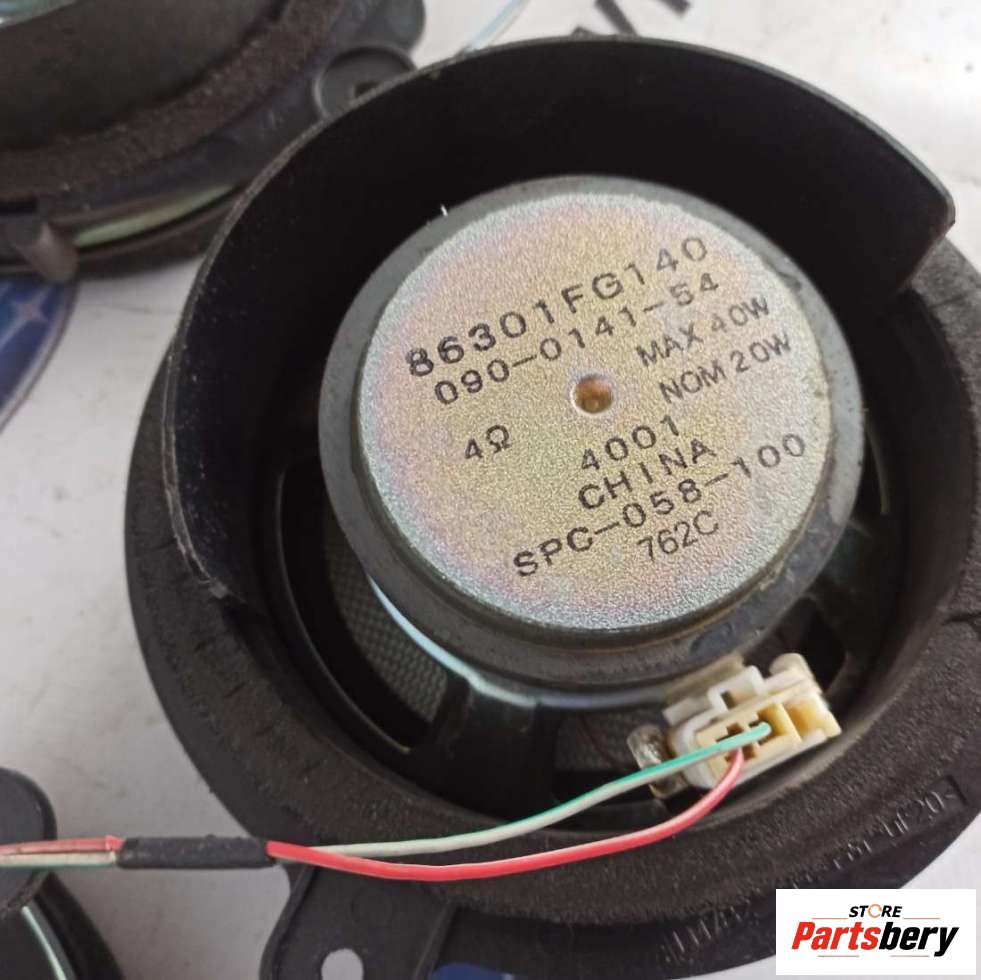 86301FG140
090-0141-54
MAX 40W
NOM 20W
4Ω
4001
CHINA
SPC-058-100
762C
STORE
Partsbery